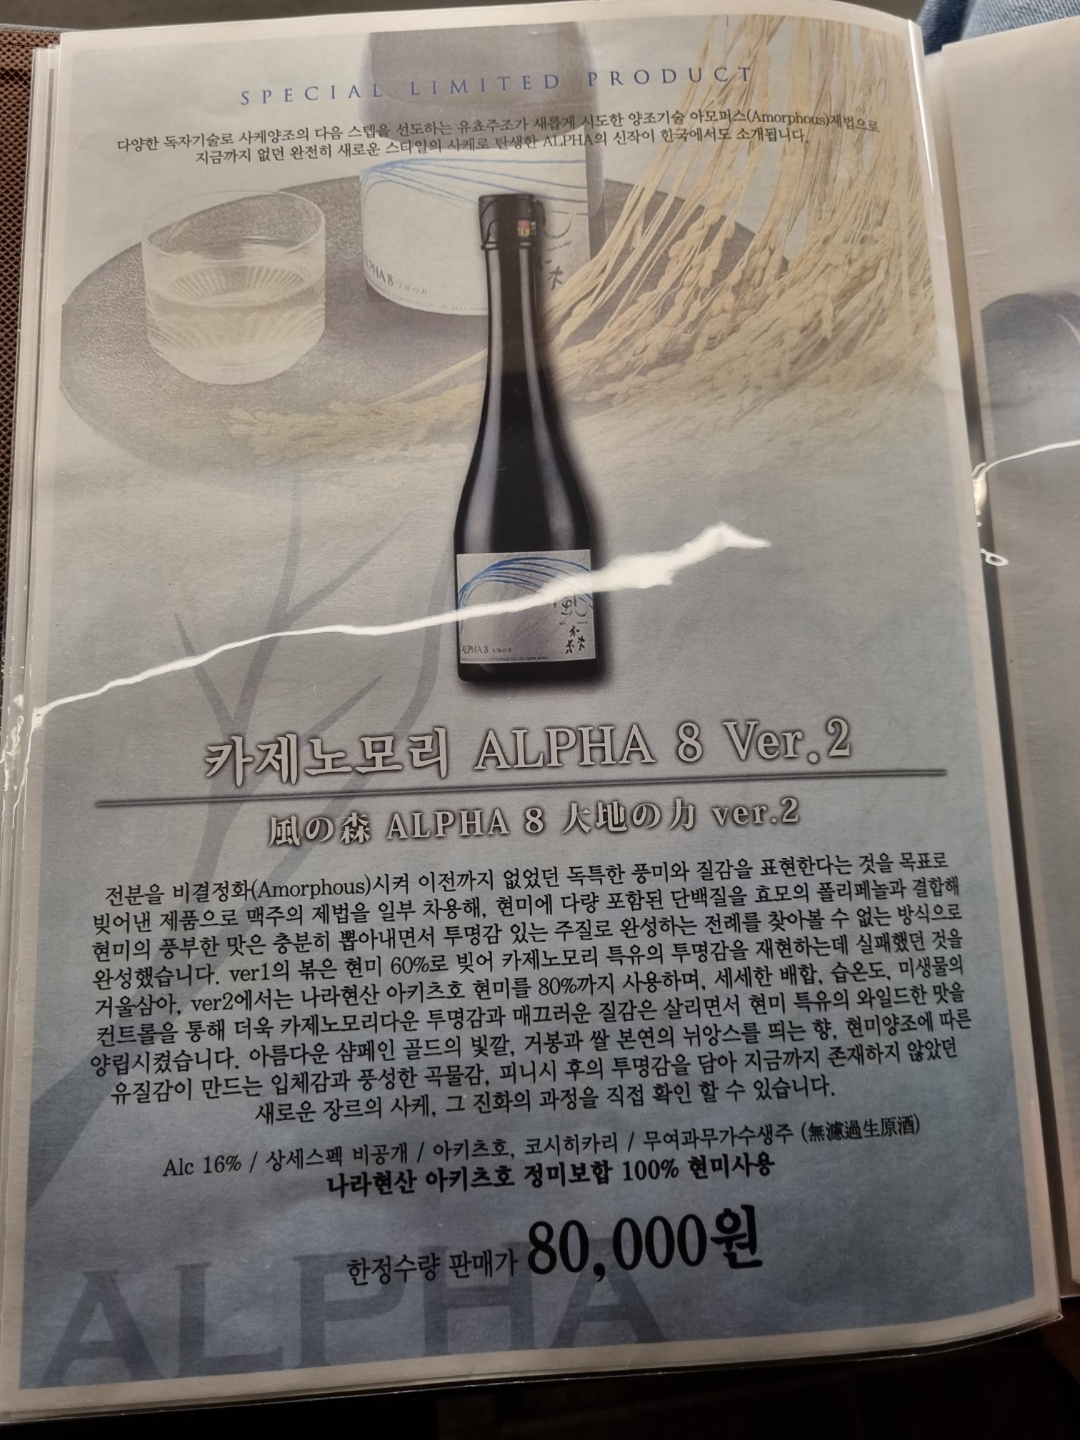 SPECIAL LIMITED PRODUCT
다양한 독자기술로 사케양조의 다음 스텝을 선도하는 유쵸주조가 새롭게 시도한 양조기술 아모퍼스(Amorphous)제법으로
지금까지 없던 완전히 새로운 스타일의 사케로 탄생한 ALPHA의 신작이 한국에서도 소개됩니다.
ALPHA 8 大地の力
風の森
ALPHA 8 大地の力
카제노모리 ALPHA 8 Ver.2
風の森 ALPHA 8 大地の力 ver.2
전분을 비결정화(Amorphous)시켜 이전까지 없었던 독특한 풍미와 질감을 표현한다는 것을 목표로
빚어낸 제품으로 맥주의 제법을 일부 차용해, 현미에 다량 포함된 단백질을 효모의 폴리페놀과 결합해
현미의 풍부한 맛은 충분히 뽑아내면서 투명감 있는 주질로 완성하는 전례를 찾아볼 수 없는 방식으로
완성했습니다. ver1의 볶은 현미 60%로 빚어 카제노모리 특유의 투명감을 재현하는데 실패했던 것을
거울삼아, ver2에서는 나라현산 아키츠호 현미를 80%까지 사용하며, 세세한 배합, 습온도, 미생물의
컨트롤을 통해 더욱 카제노모리다운 투명감과 매끄러운 질감은 살리면서 현미 특유의 와일드한 맛을
양립시켰습니다. 아름다운 샴페인 골드의 빛깔, 거봉과 쌀 본연의 뉘앙스를 띄는 향, 현미양조에 따른
유질감이 만드는 입체감과 풍성한 곡물감, 피니시 후의 투명감을 담아 지금까지 존재하지 않았던
새로운 장르의 사케, 그 진화의 과정을 직접 확인 할 수 있습니다.
Alc 16% / 상세스펙 비공개 / 아키츠호, 코시히카리 / 무여과무가수생주 (無濾過生原酒)
나라현산 아키츠호 정미보합 100% 현미사용
한정수량 판매가 80,000원
ALPHA